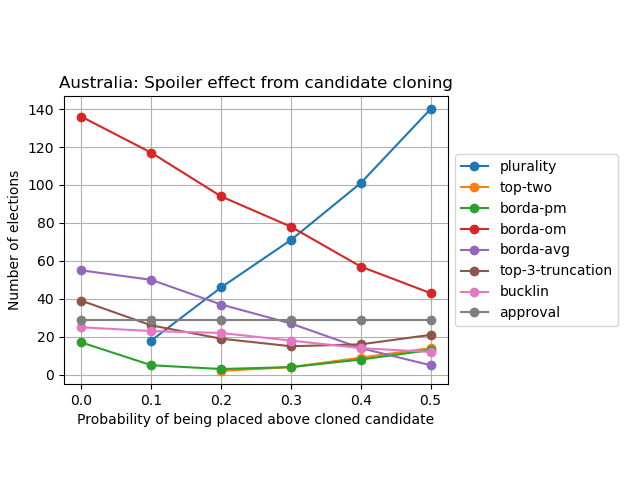 Australia: Spoiler effect from candidate cloning
Number of elections
140
120
100
80
60
40
20
0
0.0 0.1 0.2 0.3 0.4 0.5
Probability of being placed above cloned candidate
plurality
top-two
borda-pm
borda-om
borda-avg
top-3-truncation
bucklin
approval